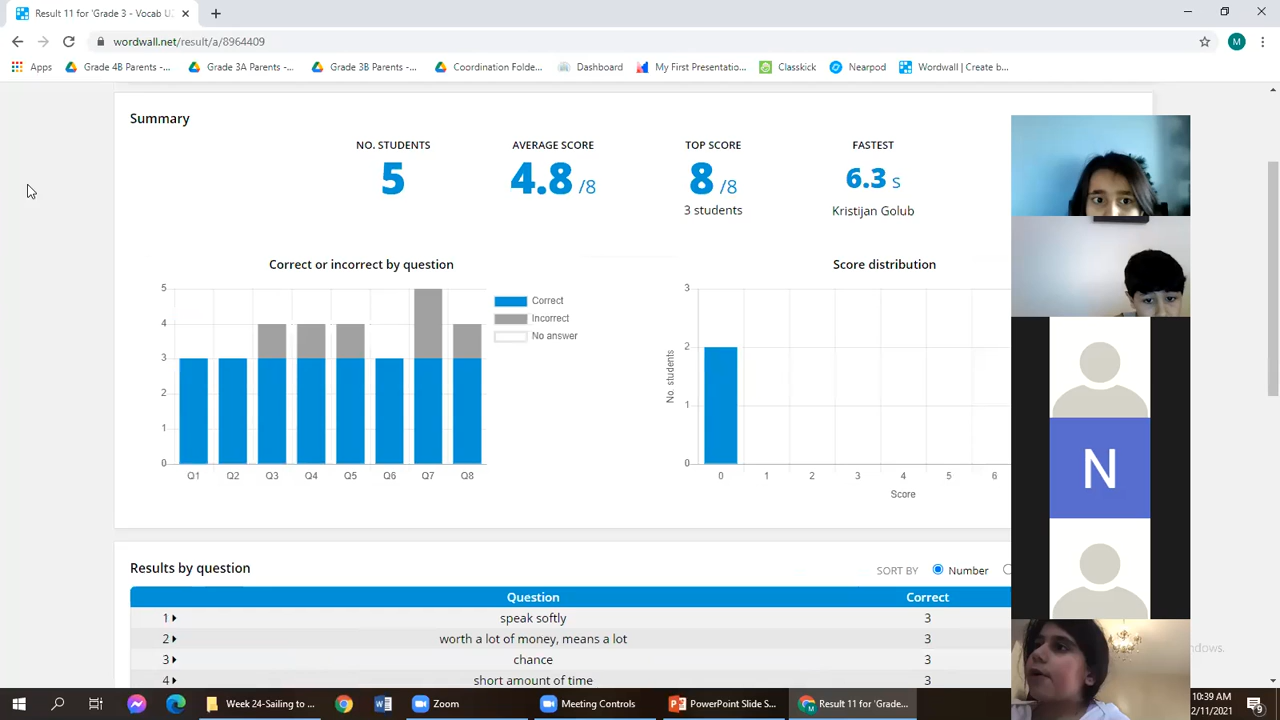 Result 11 for 'Grade 3 - Vocab U
wordwall.net/result/a/8964409
M
Apps
Grade 4B Parents -...
Grade 3A Parents -...
Grade 3B Parents -...
Coordination Folde...
Dashboard
My First Presentatio...
Classkick
Nearpod
Wordwall | Create b...
Summary
NO. STUDENTS
5
AVERAGE SCORE
4.8 /8
TOP SCORE
8 /8
3 students
FASTEST
6.3 s
Kristijan Golub
Correct or incorrect by question
5
4
3
2
1
0
Q1 Q2 Q3 Q4 Q5 Q6 Q7 Q8
Correct
Incorrect
No answer
Score distribution
No. students
3
2
1
0
0 1 2 3 4 5 6
Score
N
Results by question
SORT BY Number
Question Correct
1 speak softly 3
2 worth a lot of money, means a lot 3
3 chance 3
4 short amount of time 3
ndows.
Week 24-Sailing to ...
Zoom
Meeting Controls
PowerPoint Slide S...
Result 11 for 'Grade...
10:39 AM
2/11/2021
9